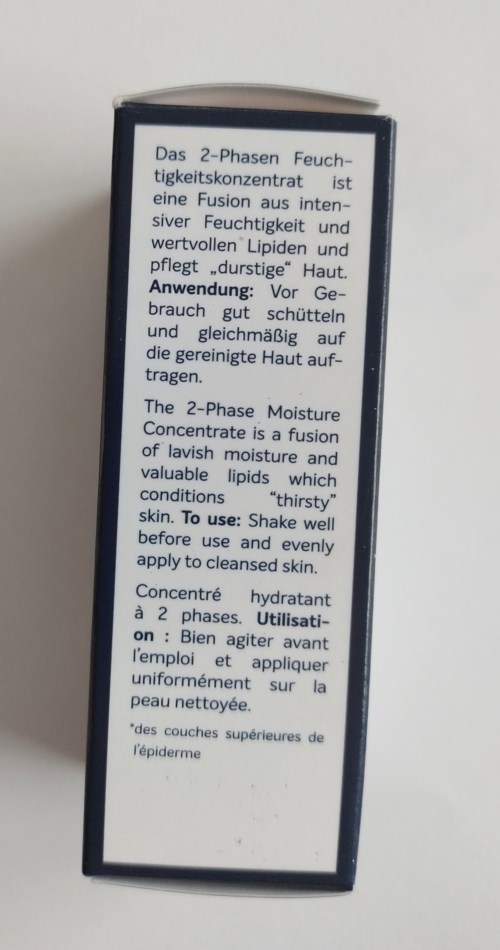 Das 2-Phasen Feuch-
tigkeitskonzentrat ist
eine Fusion aus inten-
siver Feuchtigkeit und
wertvollen Lipiden und
pflegt „durstige“ Haut.
Anwendung: Vor Ge-
brauch gut schütteln
und gleichmäßig auf
die gereinigte Haut auf-
tragen.
The 2-Phase Moisture
Concentrate is a fusion
of lavish moisture and
valuable lipids which
conditions “thirsty”
skin. To use: Shake well
before use and evenly
apply to cleansed skin.
Concentré hydratant
à 2 phases. Utilisati-
on : Bien agiter avant
l'emploi et appliquer
uniformément sur la
peau nettoyée.
*des couches supérieures de
l'épiderme